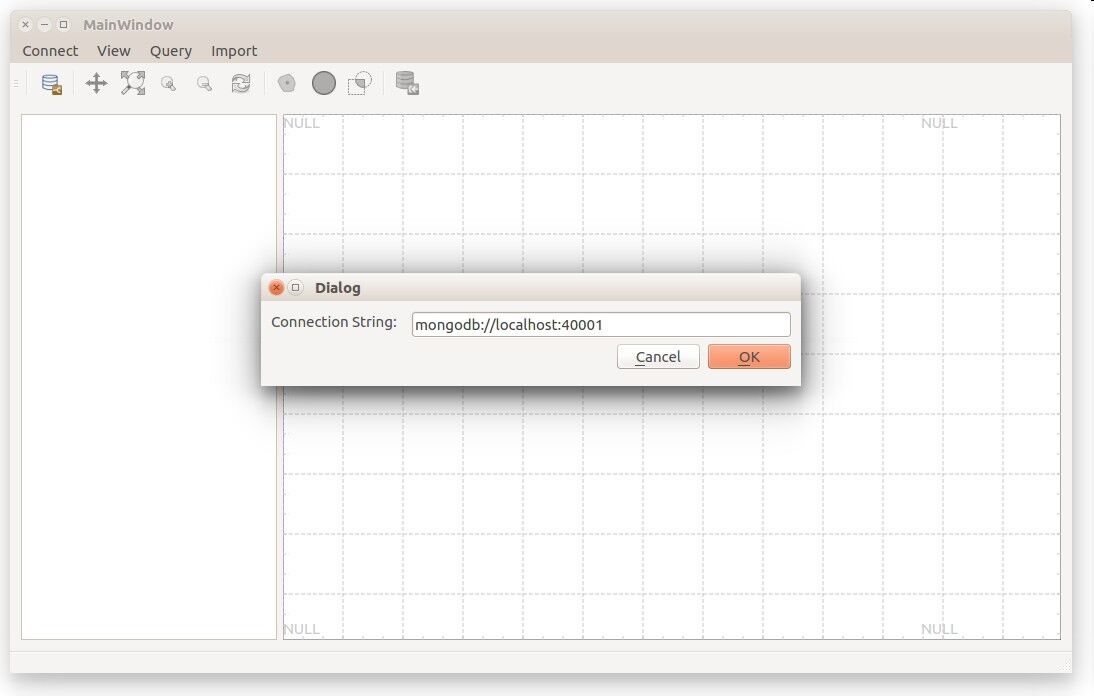 MainWindow
Connect View Query Import
NULL NULL
Dialog
Connection String: mongodb://localhost:40001
Cancel OK
NULL NULL